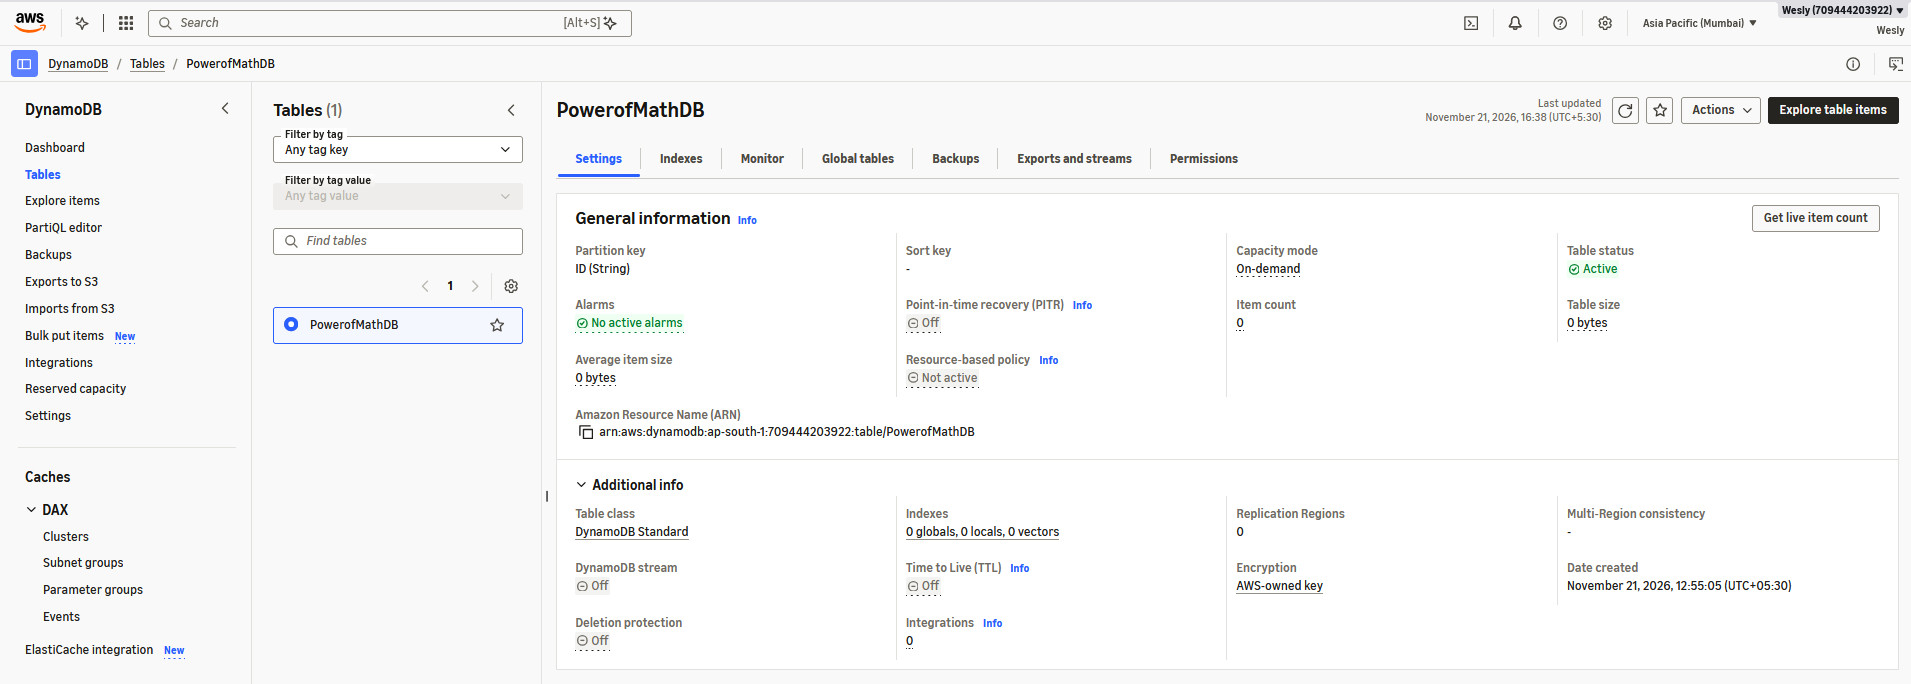 aws
Search
[Alt+S]
Asia Pacific (Mumbai)
Wesly (709444203922)
Wesly
DynamoDB / Tables / PowerofMathDB
DynamoDB
Dashboard
Tables
Explore items
PartiQL editor
Backups
Exports to S3
Imports from S3
Bulk put items New
Integrations
Reserved capacity
Settings
Caches
DAX
Clusters
Subnet groups
Parameter groups
Events
ElastiCache integration New
Tables (1)
Filter by tag
Any tag key
Filter by tag value
Any tag value
Find tables
1
PowerofMathDB
PowerofMathDB
Last updated
November 21, 2026, 16:38 (UTC+5:30)
Actions
Explore table items
Settings Indexes Monitor Global tables Backups Exports and streams Permissions
General information Info
Get live item count
Partition key
ID (String)
Sort key
-
Capacity mode
On-demand
Table status
Active
Alarms
No active alarms
Point-in-time recovery (PITR) Info
Off
Item count
0
Table size
0 bytes
Average item size
0 bytes
Resource-based policy Info
Not active
Amazon Resource Name (ARN)
arn:aws:dynamodb:ap-south-1:709444203922:table/PowerofMathDB
Additional info
Table class
DynamoDB Standard
Indexes
0 globals, 0 locals, 0 vectors
Replication Regions
0
Multi-Region consistency
-
DynamoDB stream
Off
Time to Live (TTL) Info
Off
Encryption
AWS-owned key
Date created
November 21, 2026, 12:55:05 (UTC+05:30)
Deletion protection
Off
Integrations Info
0